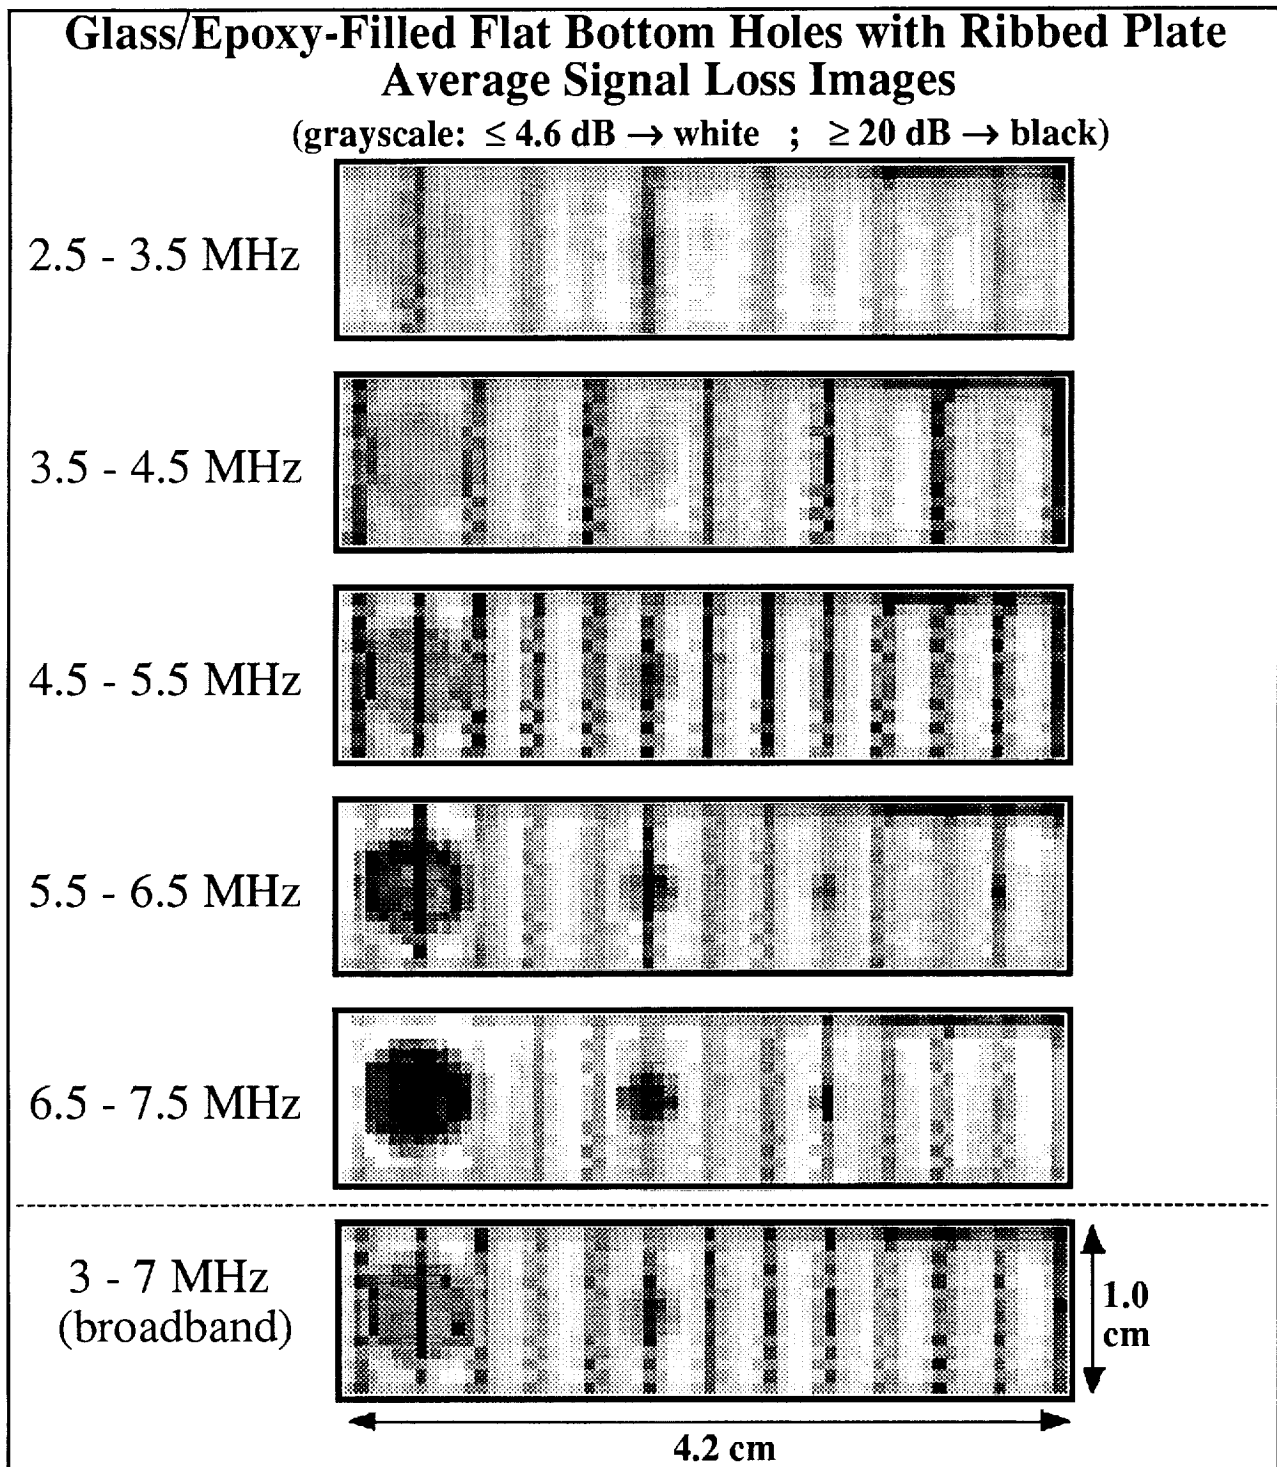 Glass/Epoxy-Filled Flat Bottom Holes with Ribbed Plate
Average Signal Loss Images
(grayscale: ≤ 4.6 dB → white ; ≥ 20 dB → black)
2.5 - 3.5 MHz
3.5 - 4.5 MHz
4.5 - 5.5 MHz
5.5 - 6.5 MHz
6.5 - 7.5 MHz
3 - 7 MHz
(broadband)
1.0
cm
4.2 cm